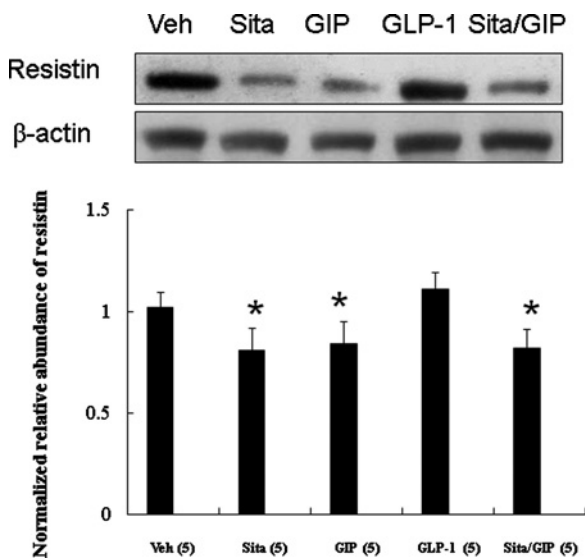 Veh Sita GIP GLP-1 Sita/GIP
Resistin
β-actin
Normalized relative abundance of resistin
1.5
1
0.5
0
* * *
Veh (5) Sita (5) GIP (5) GLP-1 (5) Sita/GIP (5)